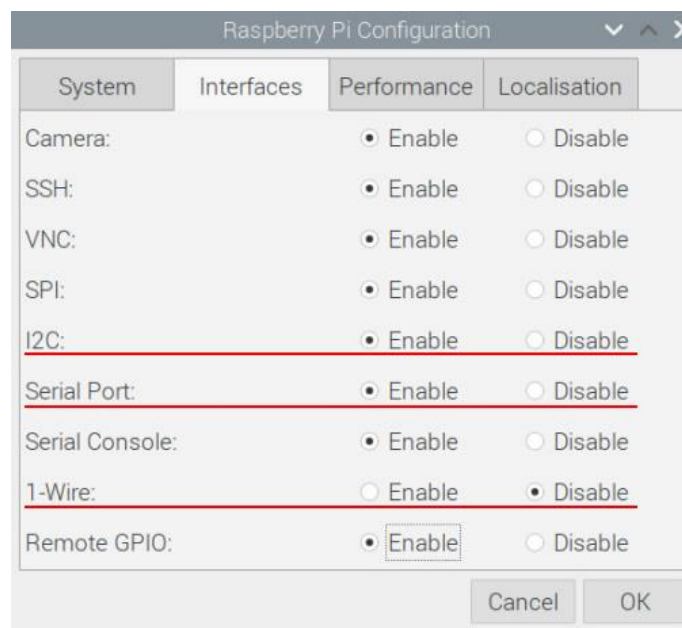 Raspberry Pi Configuration
System Interfaces Performance Localisation
Camera: Enable Disable
SSH: Enable Disable
VNC: Enable Disable
SPI: Enable Disable
I2C: Enable Disable
Serial Port: Enable Disable
Serial Console: Enable Disable
1-Wire: Enable Disable
Remote GPIO: Enable Disable
Cancel OK